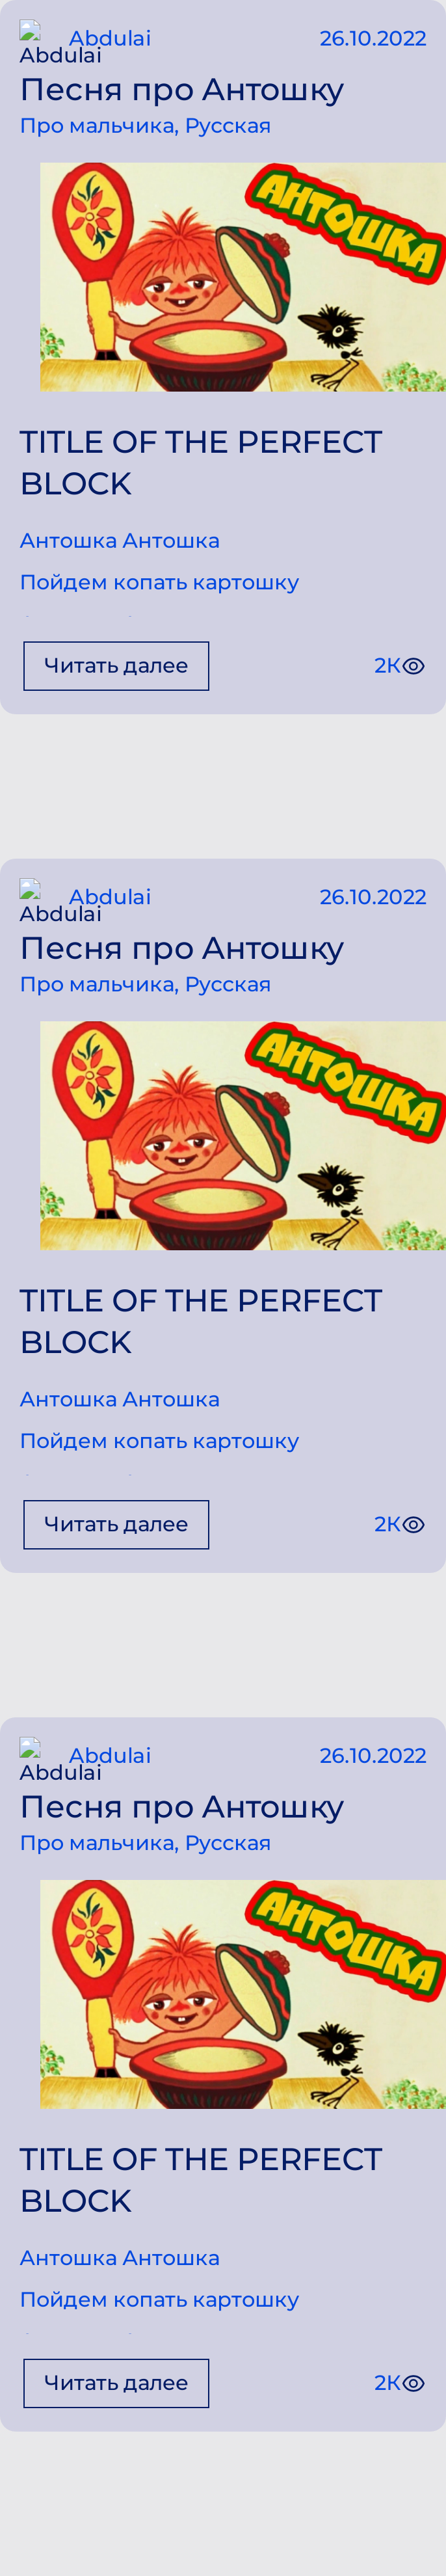 Abdulai 26.10.2022
Abdulai
Песня про Антошку
Про мальчика, Русская
АНТОШКА
TITLE OF THE PERFECT
BLOCK
Антошка Антошка
Пойдем копать картошку
Читать далее 2К
Abdulai 26.10.2022
Abdulai
Песня про Антошку
Про мальчика, Русская
АНТОШКА
TITLE OF THE PERFECT
BLOCK
Антошка Антошка
Пойдем копать картошку
Читать далее 2К
Abdulai 26.10.2022
Abdulai
Песня про Антошку
Про мальчика, Русская
АНТОШКА
TITLE OF THE PERFECT
BLOCK
Антошка Антошка
Пойдем копать картошку
Читать далее 2К